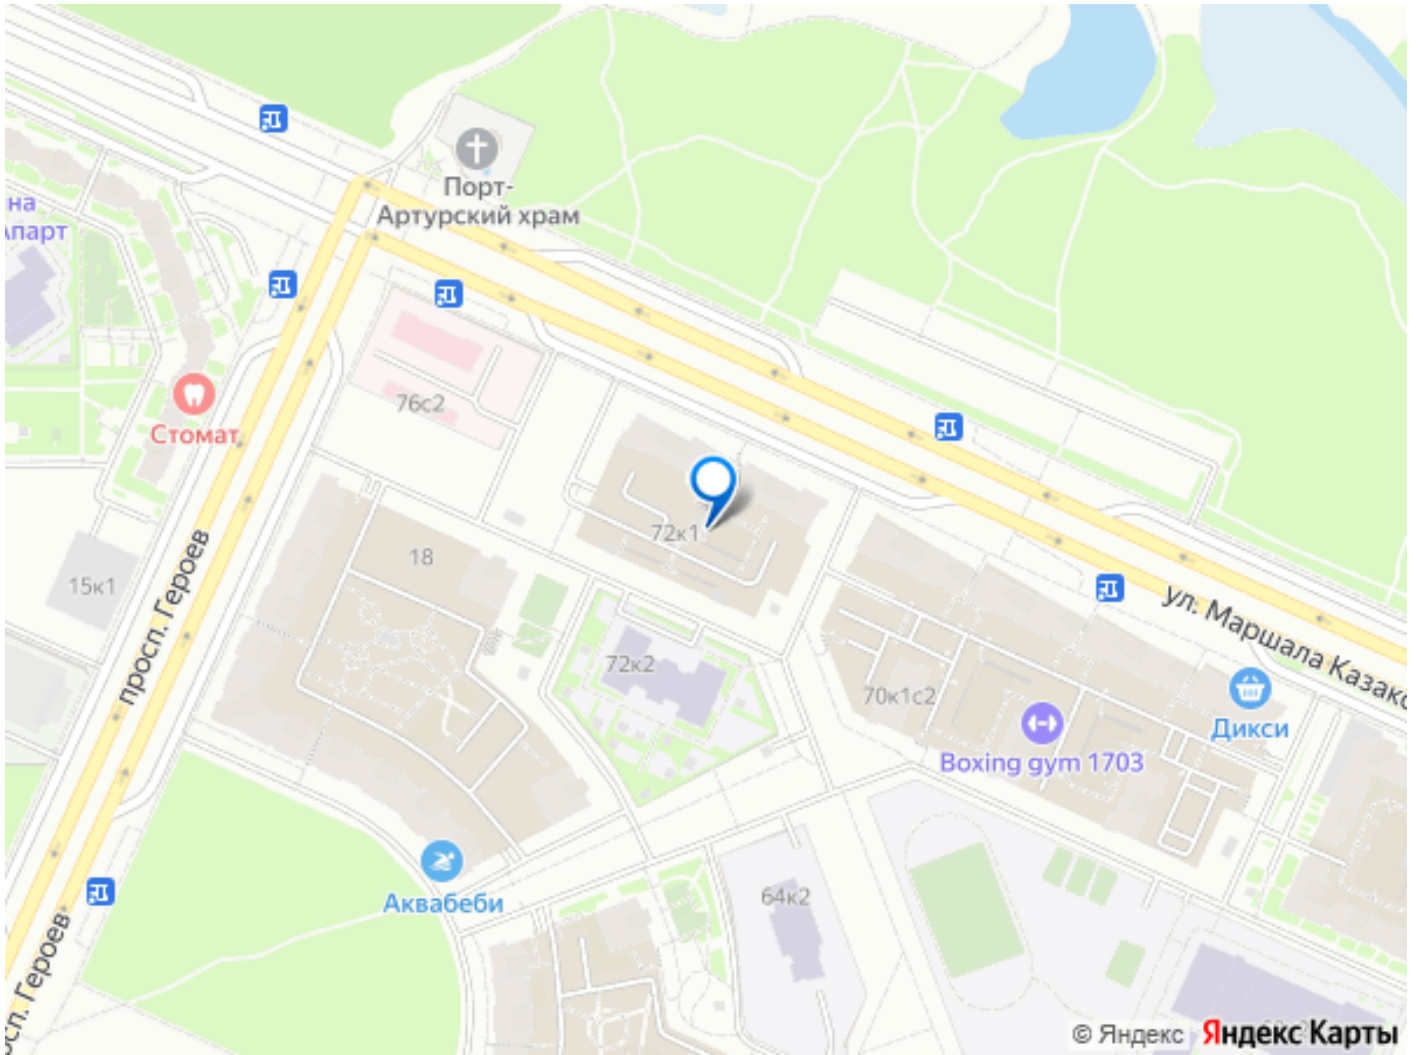 Порт-
Артурский храм
на
Апарт
76с2
Стомат
72к1
18
15к1
просп. Героев
ул. Маршала Казако
72к2
70к1с2
Дикси
Boxing gym 1703
Аквабеби
64к2
сп. Героев
© Яндекс Яндекс Карты